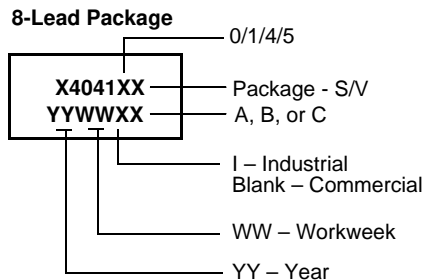 8-Lead Package
0/1/4/5
X4041XX
Package - S/V
YYWWXX
A, B, or C
I – Industrial
Blank – Commercial
WW – Workweek
YY – Year